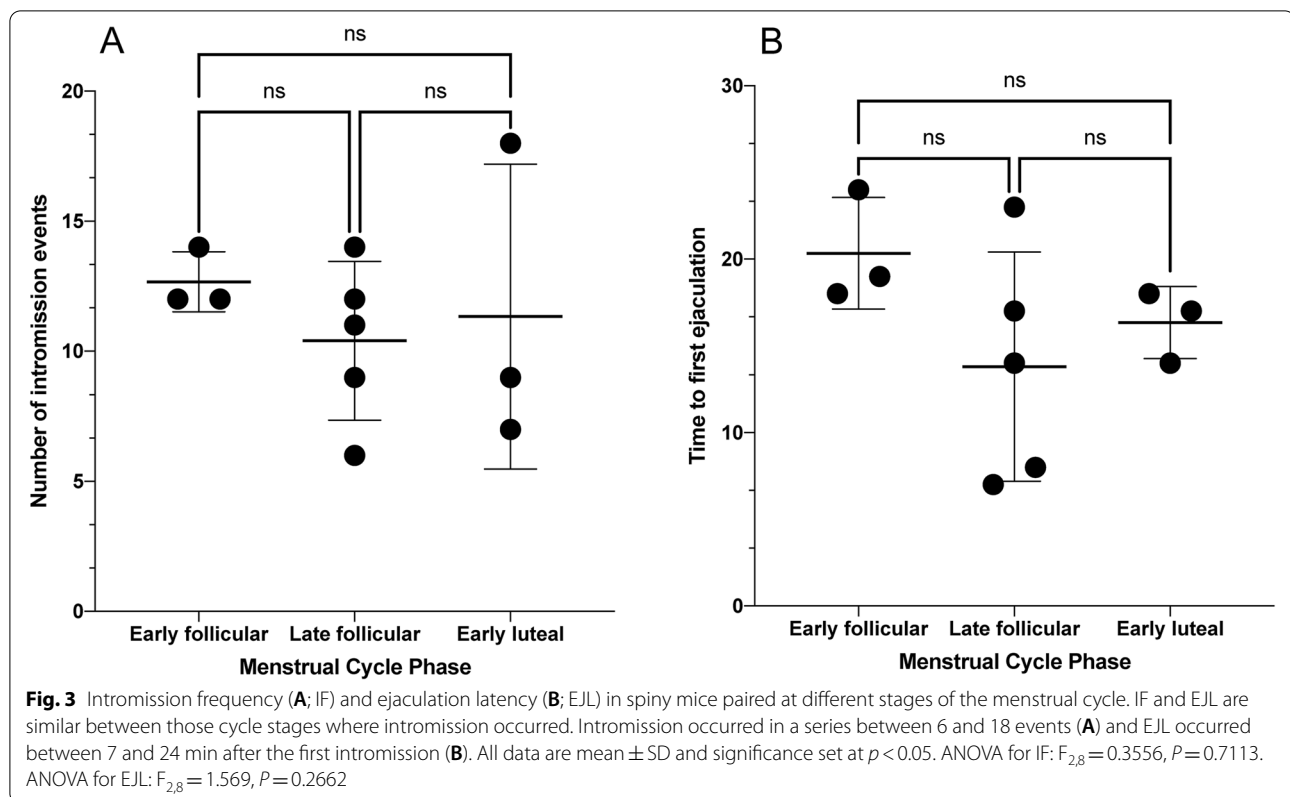 A
ns
ns
ns
20
15
10
5
0
Number of intromission events
Early follicular Late follicular Early luteal
Menstrual Cycle Phase
B
ns
ns
ns
30
20
10
0
Time to first ejaculation
Early follicular Late follicular Early luteal
Menstrual Cycle Phase
Fig. 3 Intromission frequency (A; IF) and ejaculation latency (B; EJL) in spiny mice paired at different stages of the menstrual cycle. IF and EJL are
similar between those cycle stages where intromission occurred. Intromission occurred in a series between 6 and 18 events (A) and EJL occurred
between 7 and 24 min after the first intromission (B). All data are mean ± SD and significance set at p < 0.05. ANOVA for IF: F2,8 = 0.3556, P = 0.7113.
ANOVA for EJL: F2,8 = 1.569, P = 0.2662